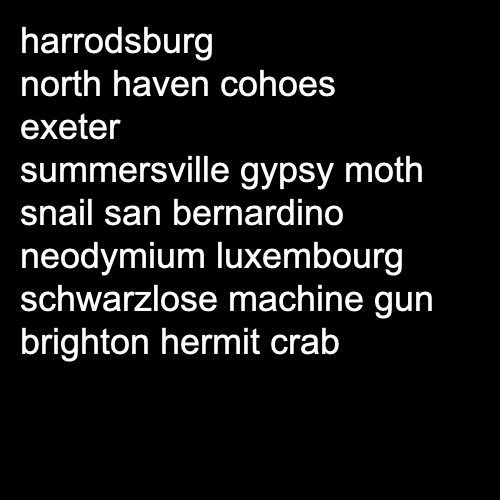 harrodsburg
north haven cohoes
exeter
summersville gypsy moth
snail san bernardino
neodymium luxembourg
schwarzlose machine gun
brighton hermit crab